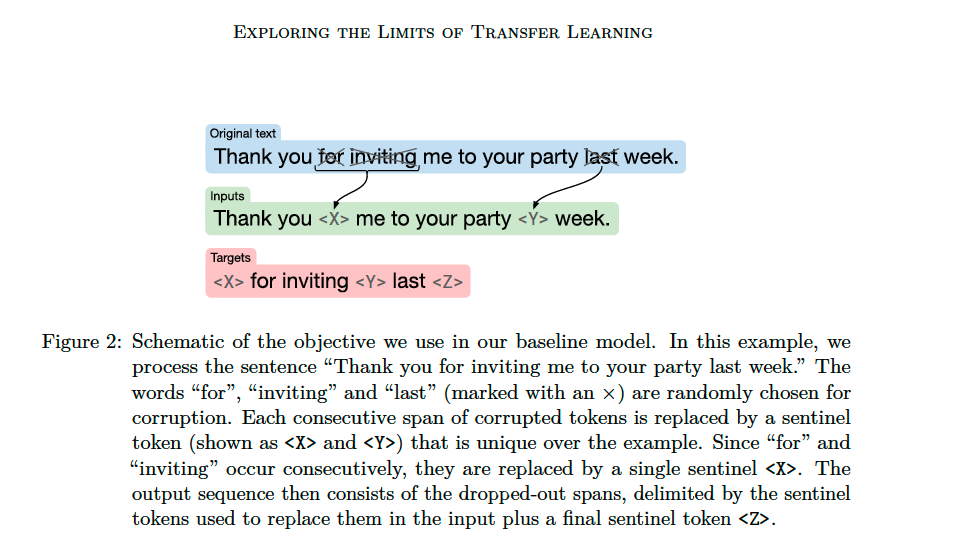 EXPLORING THE LIMITS OF TRANSFER LEARNING
Original text
Thank you for inviting me to your party last week.
Inputs
Thank you <X> me to your party <Y> week.
Targets
<X> for inviting <Y> last <Z>
Figure 2: Schematic of the objective we use in our baseline model. In this example, we
process the sentence “Thank you for inviting me to your party last week.” The
words “for”, “inviting” and “last” (marked with an ×) are randomly chosen for
corruption. Each consecutive span of corrupted tokens is replaced by a sentinel
token (shown as <X> and <Y>) that is unique over the example. Since “for” and
“inviting” occur consecutively, they are replaced by a single sentinel <X>. The
output sequence then consists of the dropped-out spans, delimited by the sentinel
tokens used to replace them in the input plus a final sentinel token <Z>.